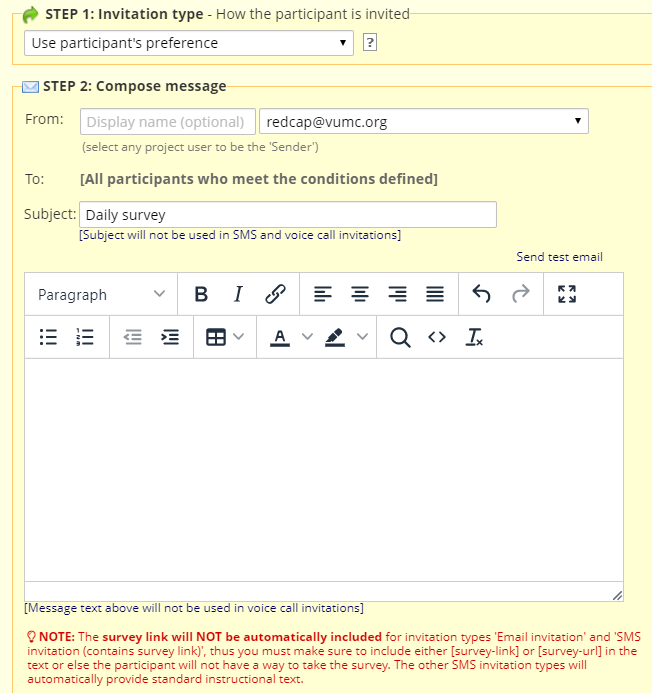 STEP 1: Invitation type - How the participant is invited
Use participant's preference
?
STEP 2: Compose message
From: Display name (optional) redcap@vumc.org
(select any project user to be the 'Sender')
To: [All participants who meet the conditions defined]
Subject: Daily survey
[Subject will not be used in SMS and voice call invitations]
Send test email
Paragraph B I
A
[Message text above will not be used in voice call invitations]
NOTE: The survey link will NOT be automatically included for invitation types 'Email invitation' and 'SMS
invitation (contains survey link)', thus you must make sure to include either [survey-link] or [survey-url] in the
text or else the participant will not have a way to take the survey. The other SMS invitation types will
automatically provide standard instructional text.